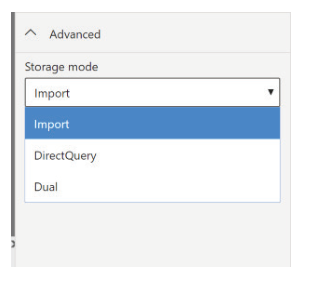 Advanced
Storage mode
Import
Import
DirectQuery
Dual